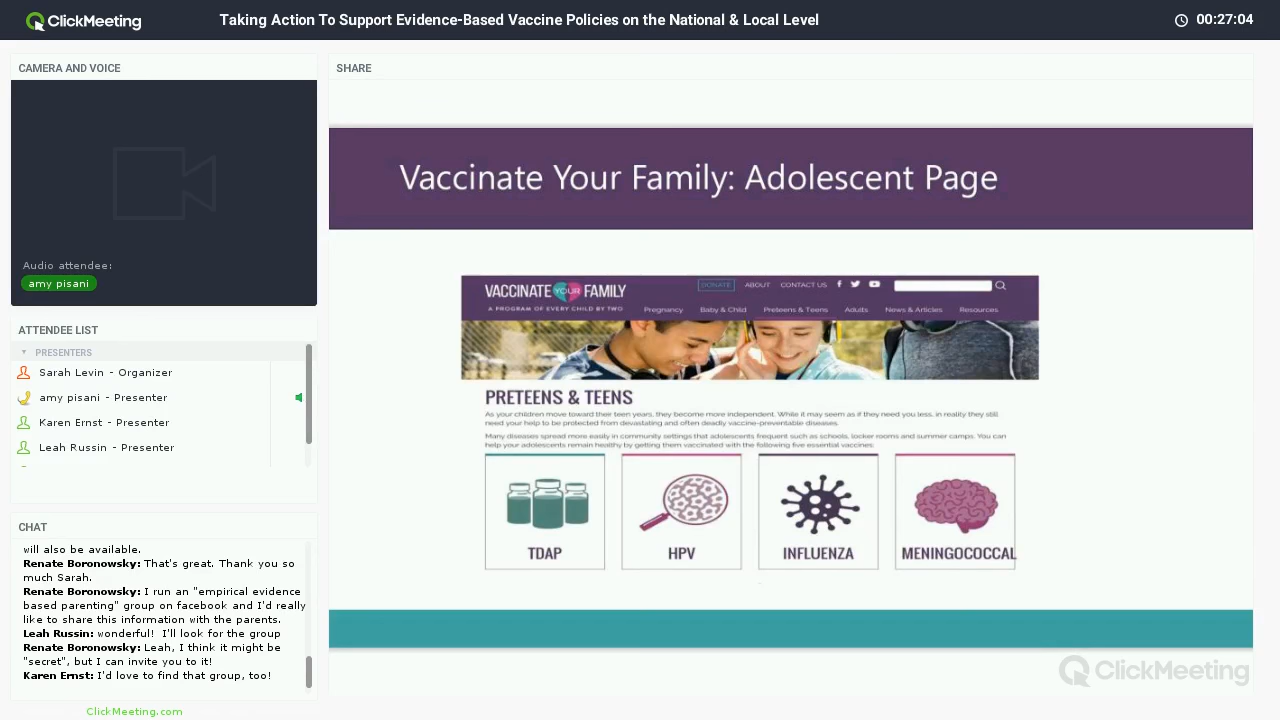 ClickMeeting
Taking Action To Support Evidence-Based Vaccine Policies on the National & Local Level
00:27:04
CAMERA AND VOICE
Audio attendee:
amy pisani
ATTENDEE LIST
PRESENTERS
Sarah Levin - Organizer
amy pisani - Presenter
Karen Ernst - Presenter
Leah Russin - Presenter
CHAT
will also be available.
Renate Boronowsky: That's great. Thank you so
much Sarah.
Renate Boronowsky: I run an "empirical evidence
based parenting" group on facebook and I'd really
like to share this information with the parents.
Leah Russin: wonderful! I'll look for the group
Renate Boronowsky: Leah, I think it might be
"secret", but I can invite you to it!
Karen Ernst: I'd love to find that group, too!
ClickMeeting.com
SHARE
Vaccinate Your Family: Adolescent Page
VACCINATE YOUR FAMILY
A PROGRAM OF EVERY CHILD BY TWO
DONATE ABOUT CONTACT US
Pregnancy Baby & Child Preteens & Teens Adults News & Articles Resources
PRETEENS & TEENS
As your children move toward their teen years, they become more independent. While it may seem as if they need you less, in reality they still
need your help to be protected from devastating and often deadly vaccine-preventable diseases.
Many diseases spread more easily in community settings that adolescents frequent such as schools, locker rooms and summer camps. You can
help your adolescents remain healthy by getting them vaccinated with the following five essential vaccines:
TDAP
HPV
INFLUENZA
MENINGOCOCCAL
ClickMeeting